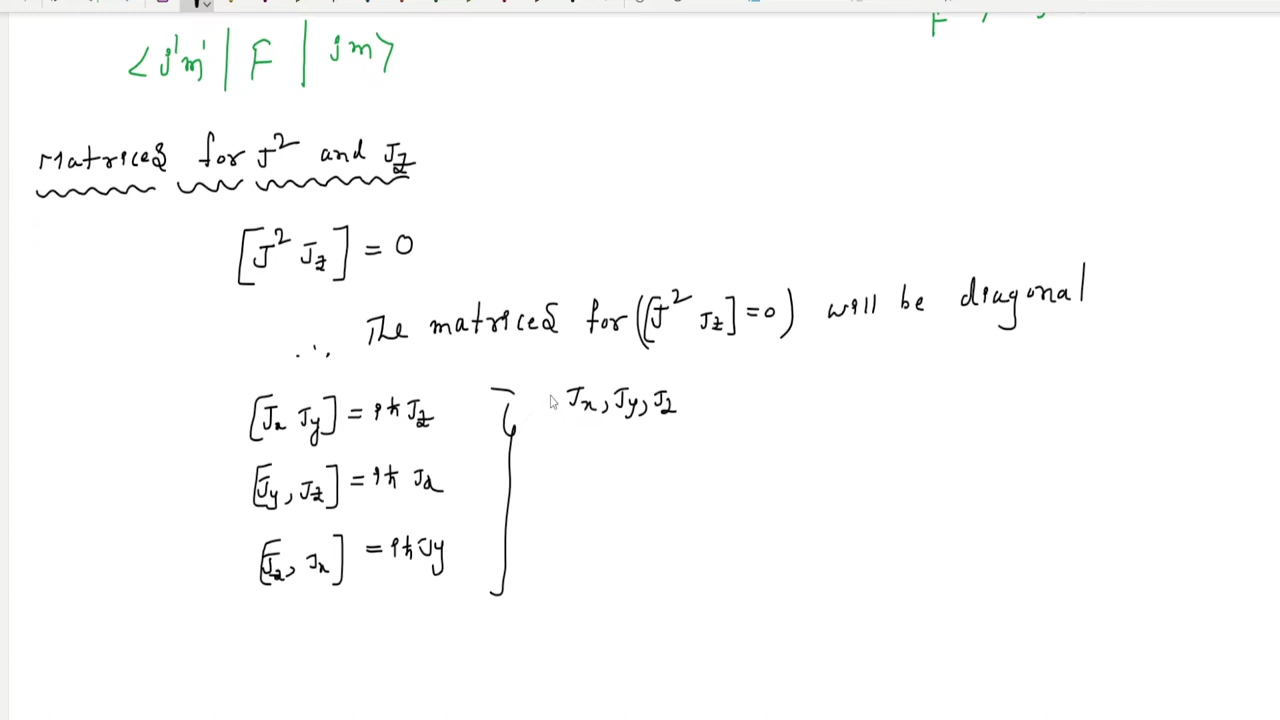 F
<j'm'| F | jm>
Matrices for J² and Jz
[J² Jz] = 0
∴ The matrices for ([J² Jz]=0) will be diagonal
[Jx Jy] = iħ Jz } Jx, Jy, Jz
[Jy, Jz] = iħ Jx
[Jz, Jx] = iħ Jy